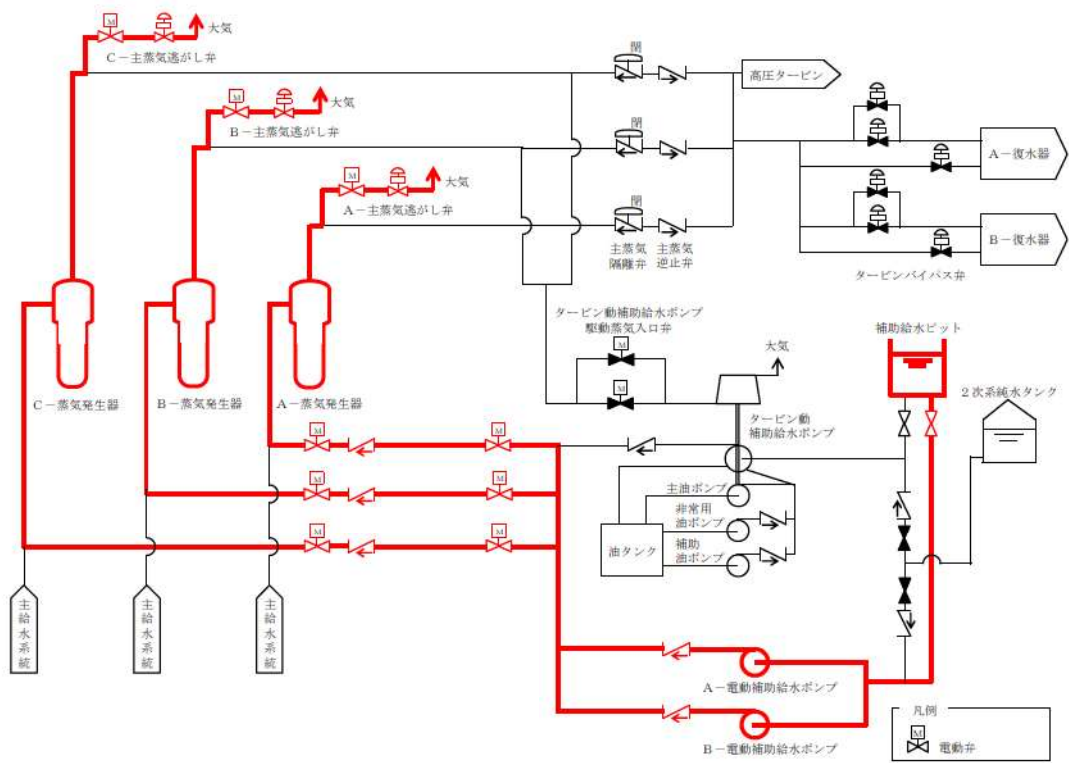 大気
C-主蒸気逃がし弁
閉
高圧タービン
大気
B-主蒸気逃がし弁
閉
A-復水器
大気
A-主蒸気逃がし弁
閉
B-復水器
主蒸気
隔離弁
主蒸気
逆止弁
タービンバイパス弁
タービン動補助給水ポンプ
駆動蒸気入口弁
大気
補助給水ピット
2次系純水タンク
C-蒸気発生器
B-蒸気発生器
A-蒸気発生器
タービン動
補助給水ポンプ
主油ポンプ
非常用
油ポンプ
油タンク
補助
油ポンプ
主給水系統
主給水系統
主給水系統
A-電動補助給水ポンプ
B-電動補助給水ポンプ
凡例
M
電動弁
M
M
M
M
M
M
M
M
M
M
M